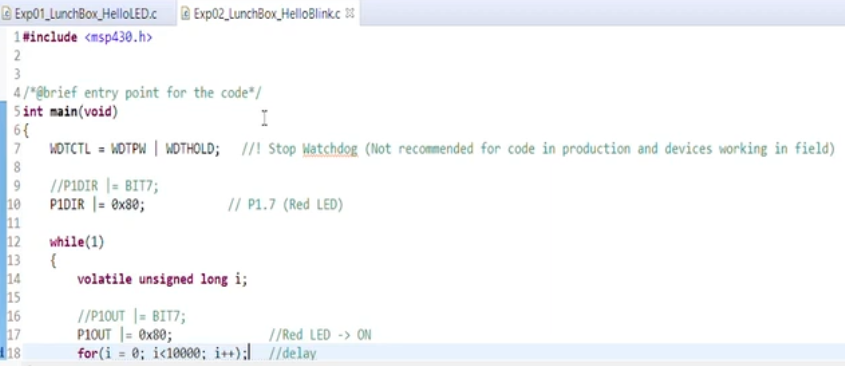 Exp01_LunchBox_HelloLED.c Exp02_LunchBox_HelloBlink.c
1 #include <msp430.h>
2
3
4 /*@brief entry point for the code*/
5 int main(void)
6 {
7 WDTCTL = WDTPW | WDTHOLD; //! Stop Watchdog (Not recommended for code in production and devices working in field)
8
9 //P1DIR |= BIT7;
10 P1DIR |= 0x80; // P1.7 (Red LED)
11
12 while(1)
13 {
14 volatile unsigned long i;
15
16 //P1OUT |= BIT7;
17 P1OUT |= 0x80; //Red LED -> ON
18 for(i = 0; i<10000; i++); //delay